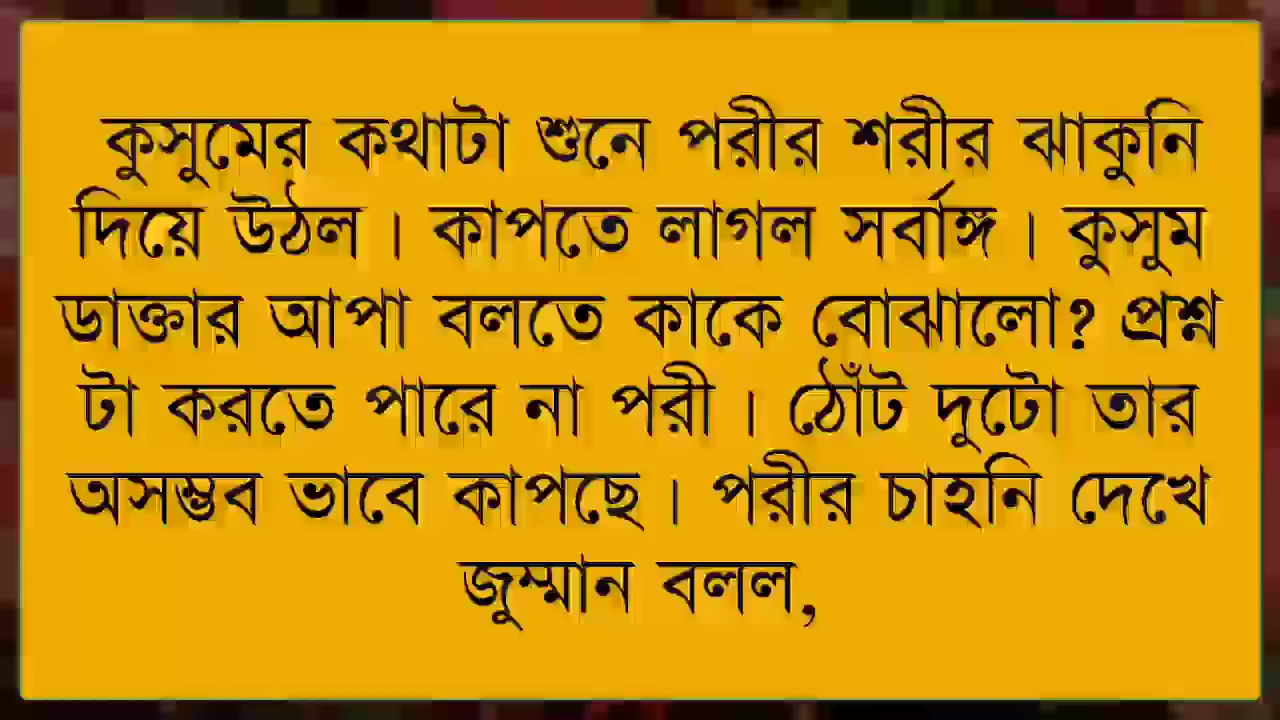 কুসুমের কথাটা শুনে পরীর শরীর ঝাকুনি
দিয়ে উঠল । কাপতে লাগল সর্বাঙ্গ । কুসুম
ডাক্তার আপা বলতে কাকে বোঝালো? প্রশ্ন
টা করতে পারে না পরী । ঠোঁট দুটো তার
অসম্ভব ভাবে কাপছে । পরীর চাহনি দেখে
জুম্মান বলল,